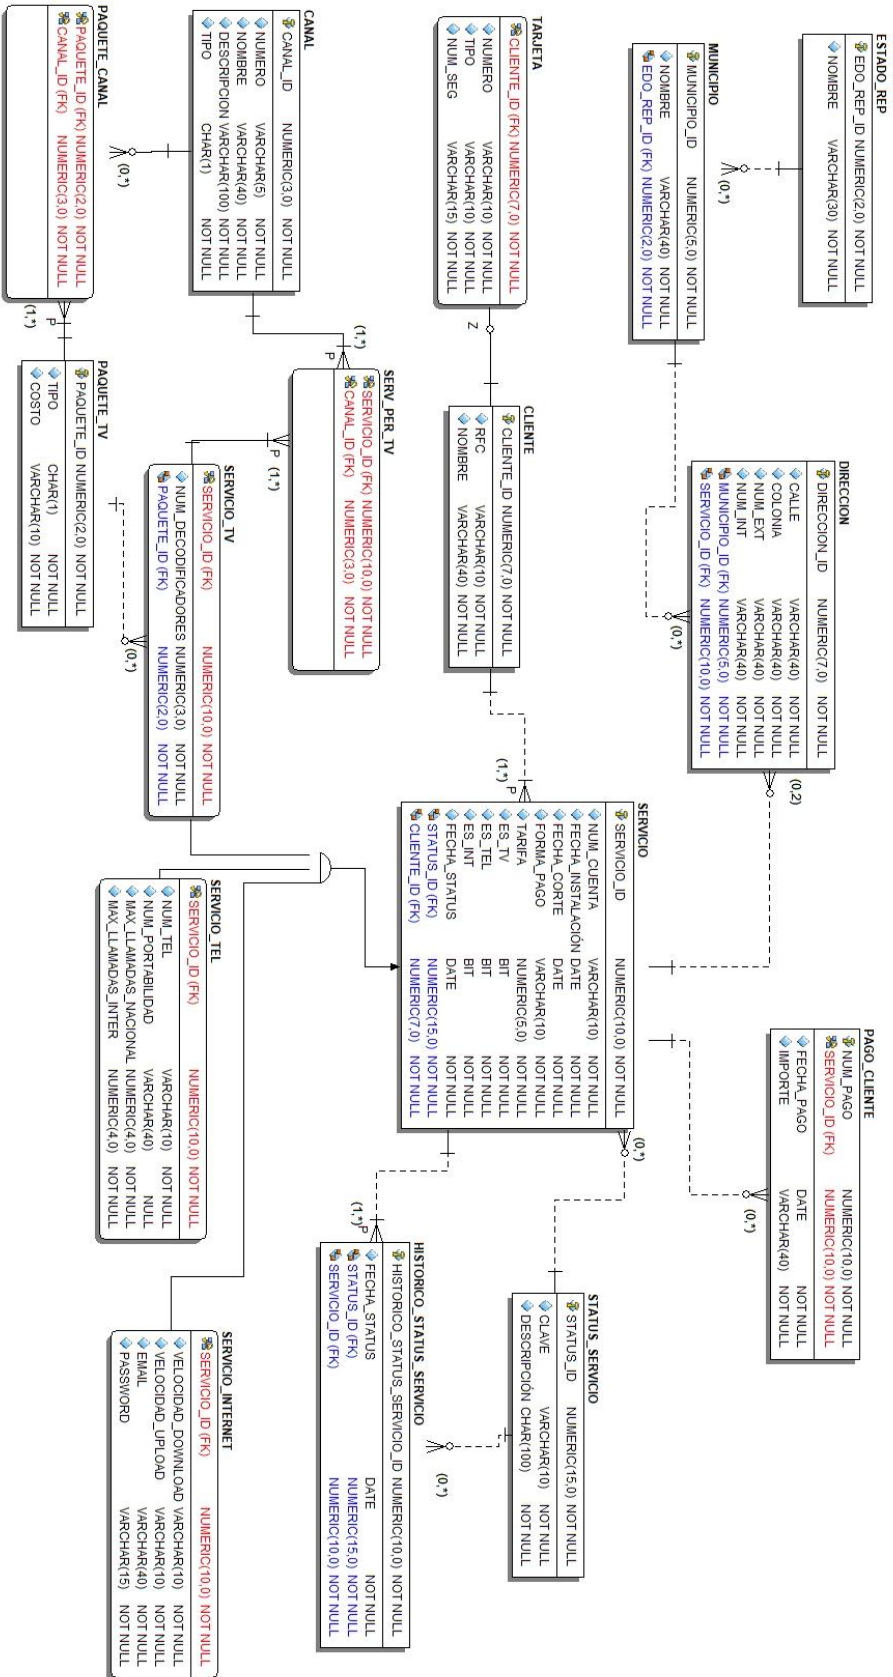 ESTADO_REP
EDO_REP_ID NUMERIC(2,0) NOT NULL
NOMBRE VARCHAR(30) NOT NULL
(0,*)
MUNICIPIO
MUNICIPIO_ID NUMERIC(5,0) NOT NULL
NOMBRE VARCHAR(40) NOT NULL
EDO_REP_ID (FK) NUMERIC(2,0) NOT NULL
(0,*)
DIRECCION
DIRECCION_ID NUMERIC(7,0) NOT NULL
CALLE VARCHAR(40) NOT NULL
COLONIA VARCHAR(40) NOT NULL
NUM_EXT VARCHAR(40) NOT NULL
NUM_INT VARCHAR(40) NOT NULL
MUNICIPIO_ID (FK) NUMERIC(5,0) NOT NULL
SERVICIO_ID (FK) NUMERIC(10,0) NOT NULL
(0,2)
PAGO_CLIENTE
NUM_PAGO NUMERIC(10,0) NOT NULL
SERVICIO_ID (FK) NUMERIC(10,0) NOT NULL
FECHA_PAGO DATE NOT NULL
IMPORTE VARCHAR(40) NOT NULL
(0,*)
TARJETA
CLIENTE_ID (FK) NUMERIC(7,0) NOT NULL
NUMERO VARCHAR(10) NOT NULL
TIPO VARCHAR(10) NOT NULL
NUM_SEG VARCHAR(15) NOT NULL
Z
CLIENTE
CLIENTE_ID NUMERIC(7,0) NOT NULL
RFC VARCHAR(10) NOT NULL
NOMBRE VARCHAR(40) NOT NULL
(1,*)
P
SERVICIO
SERVICIO_ID NUMERIC(10,0) NOT NULL
NUM_CUENTA VARCHAR(10) NOT NULL
FECHA_INSTALACIÓN DATE NOT NULL
FECHA_CORTE DATE NOT NULL
FORMA_PAGO VARCHAR(10) NOT NULL
TARIFA NUMERIC(5,0) NOT NULL
ES_TV BIT NOT NULL
ES_TEL BIT NOT NULL
ES_INT BIT NOT NULL
FECHA_STATUS DATE NOT NULL
STATUS_ID (FK) NUMERIC(15,0) NOT NULL
CLIENTE_ID (FK) NUMERIC(7,0) NOT NULL
(0,*)
STATUS_SERVICIO
STATUS_ID NUMERIC(15,0) NOT NULL
CLAVE VARCHAR(10) NOT NULL
DESCRIPCIÓN CHAR(100) NOT NULL
(0,*)
(1,*)
P
HISTORICO_STATUS_SERVICIO
HISTORICO_STATUS_SERVICIO_ID NUMERIC(10,0) NOT NULL
FECHA_STATUS DATE NOT NULL
STATUS_ID (FK) NUMERIC(15,0) NOT NULL
SERVICIO_ID (FK) NUMERIC(10,0) NOT NULL
CANAL
CANAL_ID NUMERIC(3,0) NOT NULL
NUMERO VARCHAR(5) NOT NULL
NOMBRE VARCHAR(40) NOT NULL
DESCRIPCION VARCHAR(100) NOT NULL
TIPO CHAR(1) NOT NULL
(1,*)
P
SERV_PER_TV
SERVICIO_ID (FK) NUMERIC(10,0) NOT NULL
CANAL_ID (FK) NUMERIC(3,0) NOT NULL
P
(1,*)
(0,*)
PAQUETE_CANAL
PAQUETE_ID (FK) NUMERIC(2,0) NOT NULL
CANAL_ID (FK) NUMERIC(3,0) NOT NULL
P
(1,*)
PAQUETE_TV
PAQUETE_ID NUMERIC(2,0) NOT NULL
TIPO CHAR(1) NOT NULL
COSTO VARCHAR(10) NOT NULL
(0,*)
SERVICIO_TV
SERVICIO_ID (FK) NUMERIC(10,0) NOT NULL
NUM_DECODIFICADORES NUMERIC(3,0) NOT NULL
PAQUETE_ID (FK) NUMERIC(2,0) NOT NULL
SERVICIO_TEL
SERVICIO_ID (FK) NUMERIC(10,0) NOT NULL
NUM_TEL VARCHAR(10) NOT NULL
NUM_PORTABILIDAD VARCHAR(40) NULL
MAX_LLAMADAS_NACIONAL NUMERIC(4,0) NOT NULL
MAX_LLAMADAS_INTER NUMERIC(4,0) NOT NULL
SERVICIO_INTERNET
SERVICIO_ID (FK) NUMERIC(10,0) NOT NULL
VELOCIDAD_DOWNLOAD VARCHAR(10) NOT NULL
VELOCIDAD_UPLOAD VARCHAR(10) NOT NULL
EMAIL VARCHAR(40) NOT NULL
PASSWORD VARCHAR(15) NOT NULL